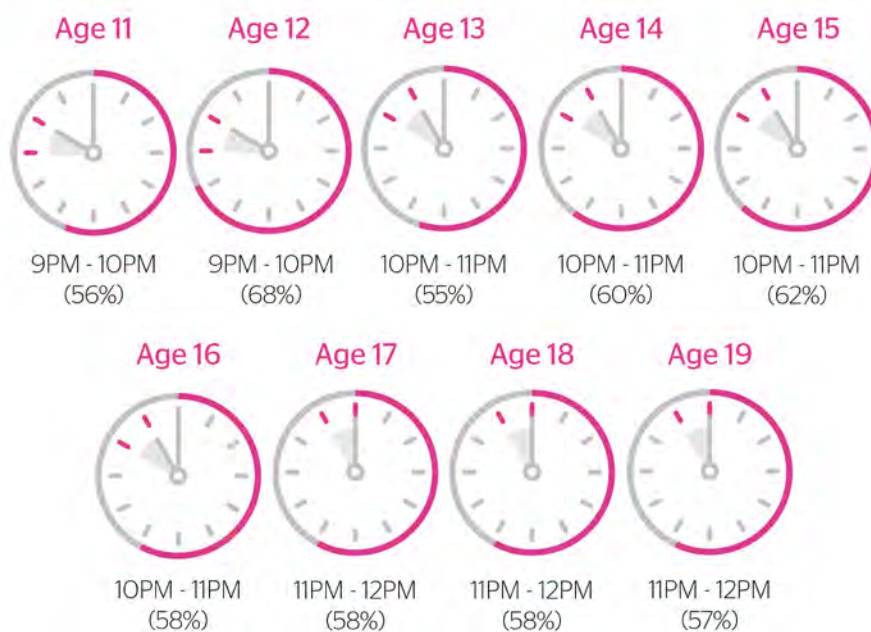 Age 11 Age 12 Age 13 Age 14 Age 15
9PM - 10PM 9PM - 10PM 10PM - 11PM 10PM - 11PM 10PM - 11PM
(56%) (68%) (55%) (60%) (62%)
Age 16 Age 17 Age 18 Age 19
10PM - 11PM 11PM - 12PM 11PM - 12PM 11PM - 12PM
(58%) (58%) (58%) (57%)